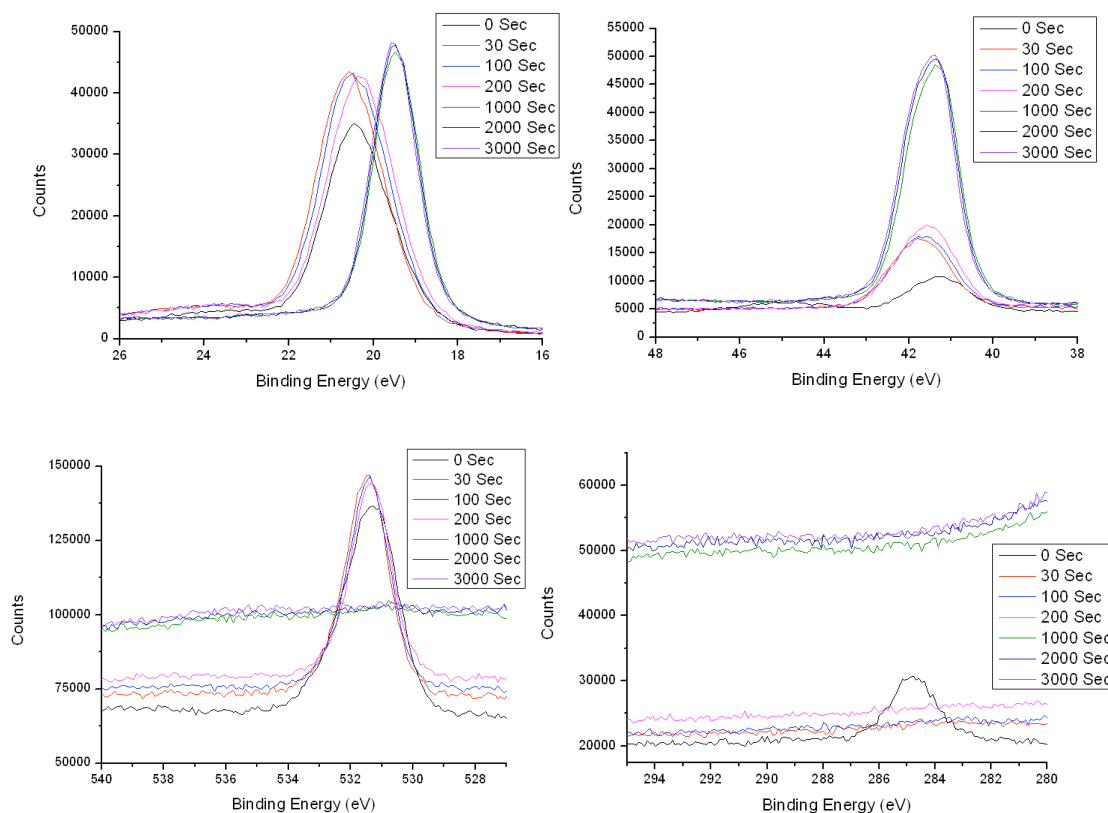 50000
40000
30000
20000
10000
0
26
24
22
20
18
16
Counts
Binding Energy (eV)
0 Sec
30 Sec
100 Sec
200 Sec
1000 Sec
2000 Sec
3000 Sec
55000
50000
45000
40000
35000
30000
25000
20000
15000
10000
5000
0
48
46
44
42
40
38
Counts
Binding Energy (eV)
0 Sec
30 Sec
100 Sec
200 Sec
1000 Sec
2000 Sec
3000 Sec
150000
125000
100000
75000
50000
540
538
536
534
532
530
528
Counts
Binding Energy (eV)
0 Sec
30 Sec
100 Sec
200 Sec
1000 Sec
2000 Sec
3000 Sec
60000
50000
40000
30000
20000
294
292
290
288
286
284
282
280
Counts
Binding Energy (eV)
0 Sec
30 Sec
100 Sec
200 Sec
1000 Sec
2000 Sec
3000 Sec